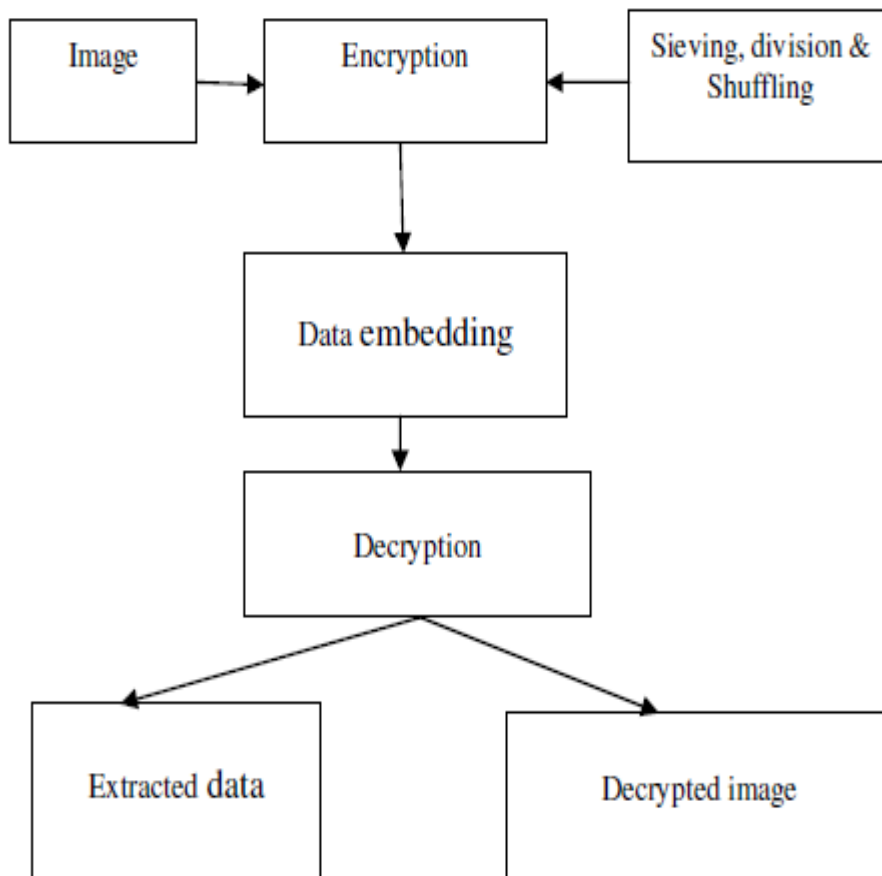 Image
Encryption
Sieving, division &
Shuffling
Data embedding
Decryption
Extracted data
Decrypted image